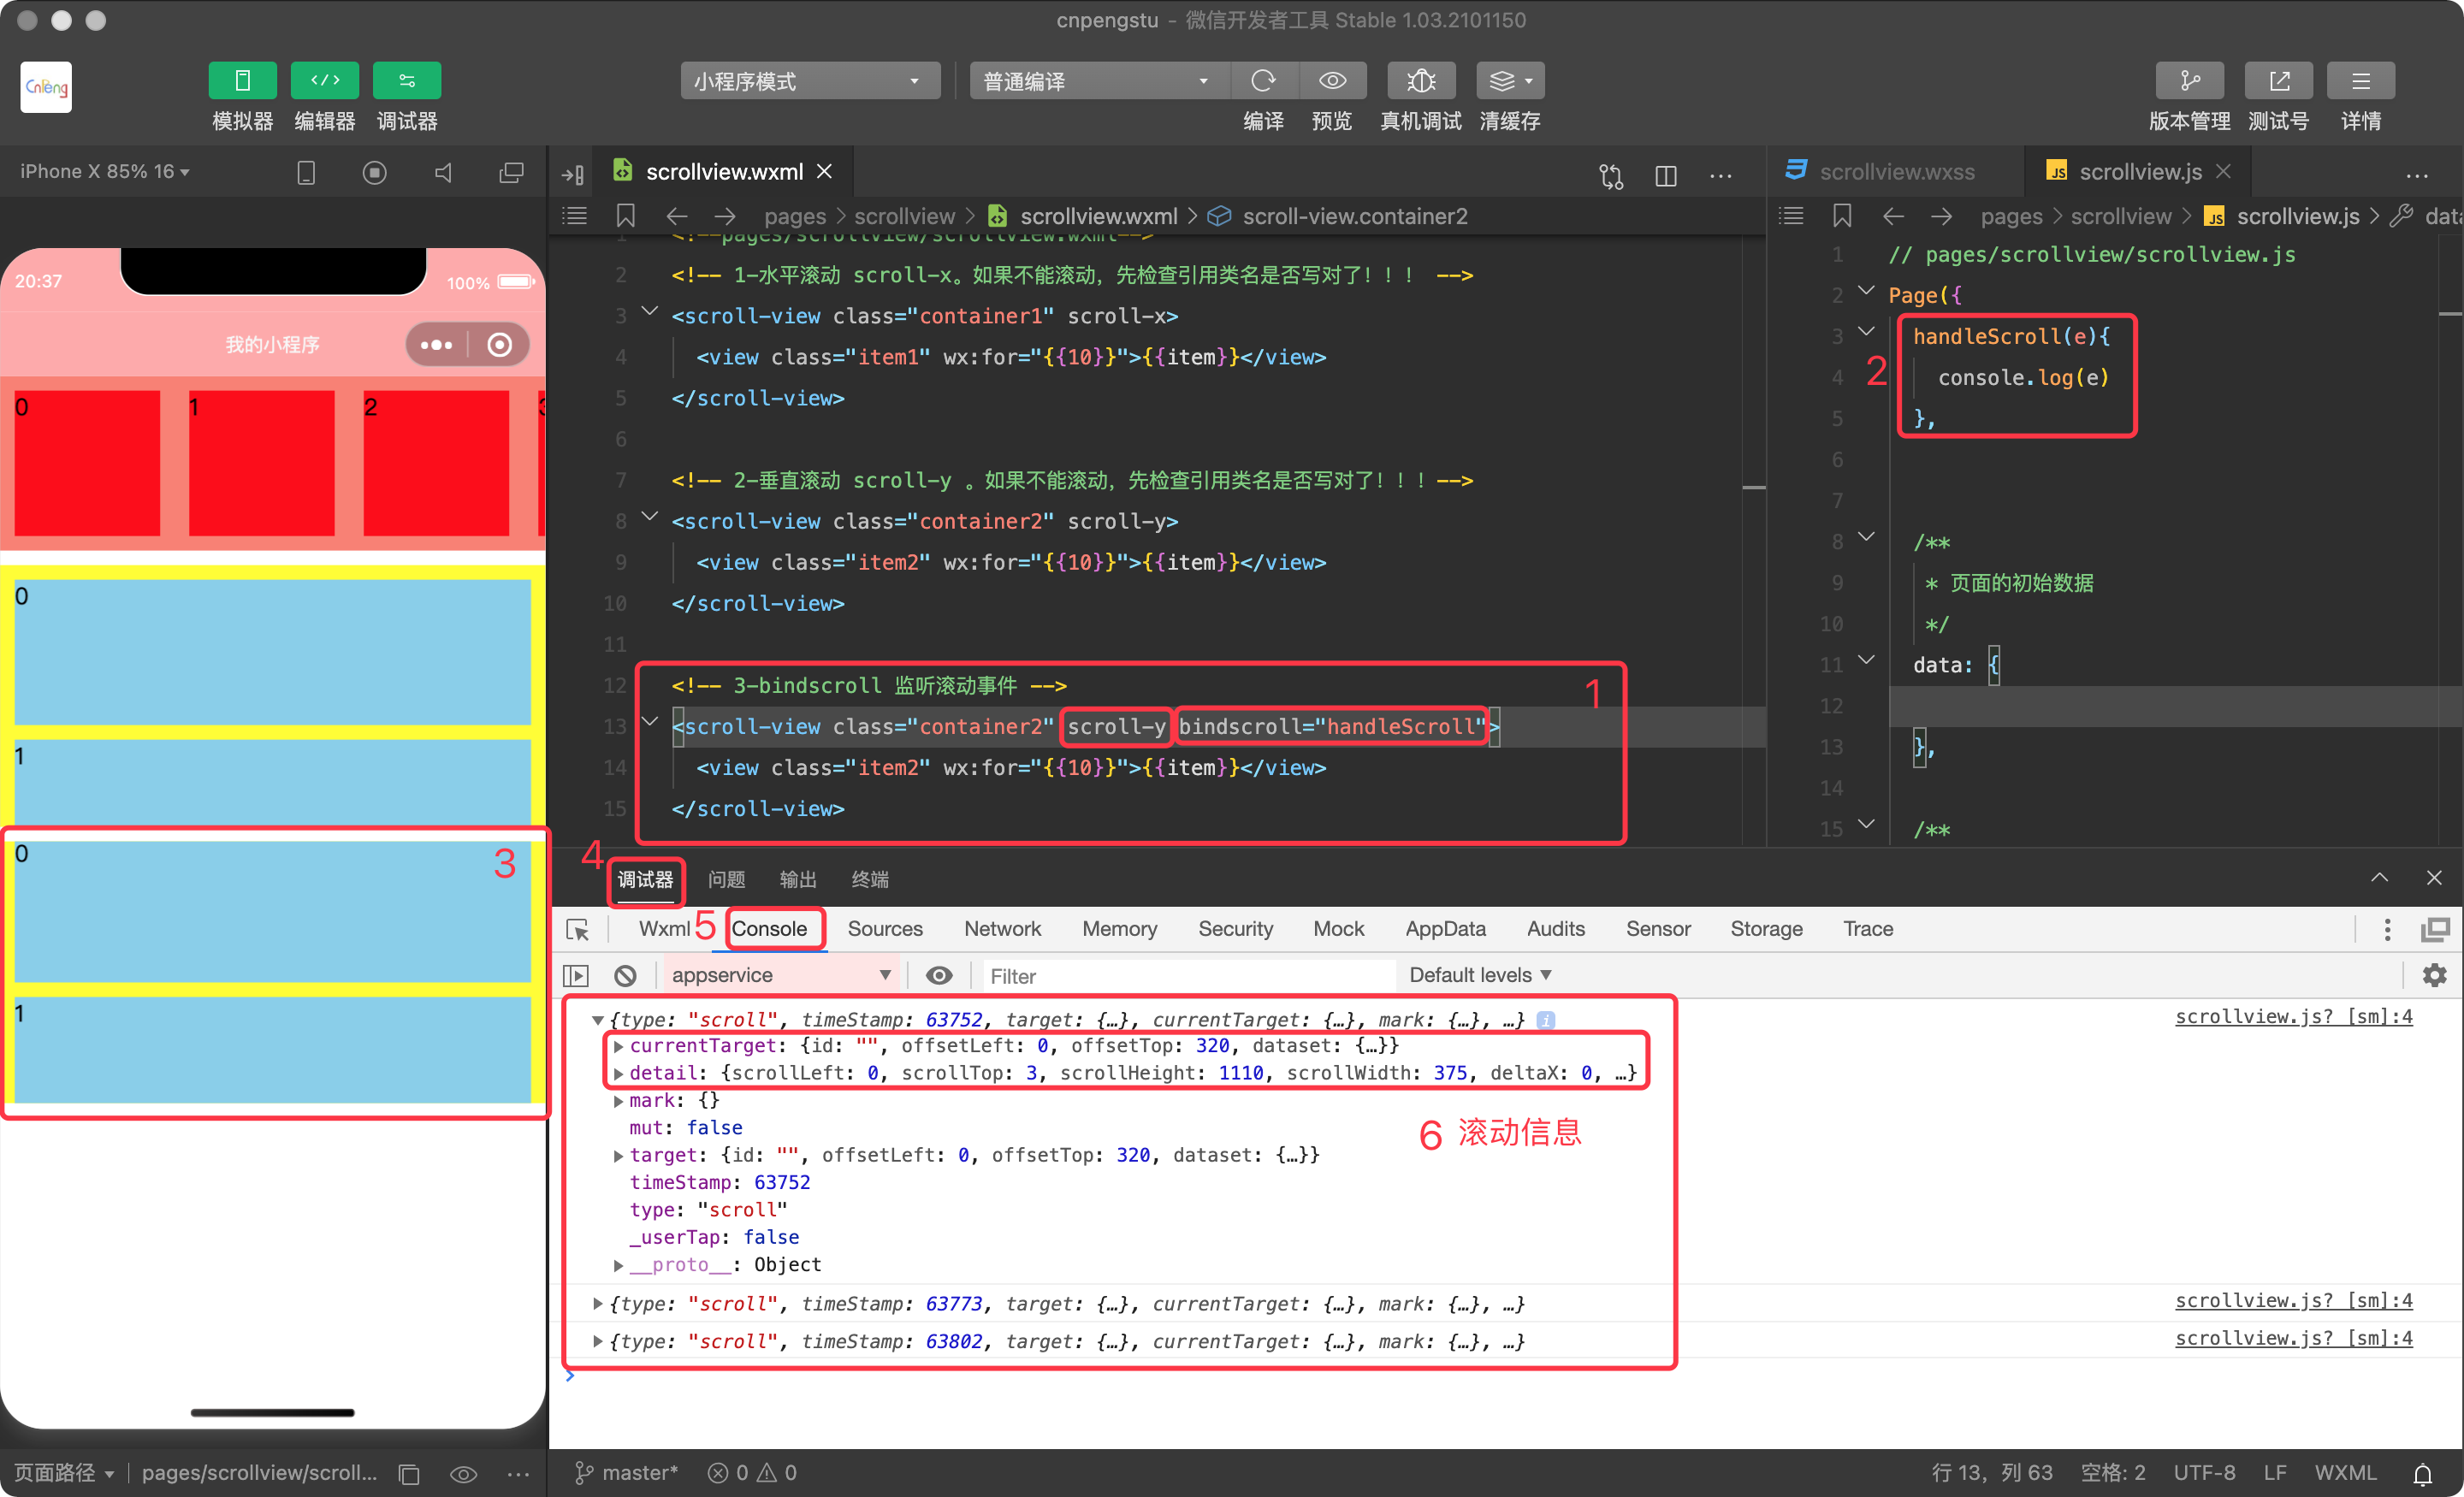 cnpengstu - 微信开发者工具 Stable 1.03.2101150
CnPeng
小程序模式
普通编译
模拟器 编辑器 调试器
编译 预览 真机调试 清缓存
版本管理 测试号 详情
iPhone X 85% 16
20:37
100%
我的小程序
0 1 2 3
0
1
0
3
1
页面路径 pages/scrollview/scroll...
scrollview.wxml
pages > scrollview > scrollview.wxml > scroll-view.container2
1 <!--pages/scrollview/scrollview.wxml-->
2 <!-- 1-水平滚动 scroll-x。如果不能滚动，先检查引用类名是否写对了！！！ -->
3 <scroll-view class="container1" scroll-x>
4 <view class="item1" wx:for="{{10}}">{{item}}</view>
5 </scroll-view>
6
7 <!-- 2-垂直滚动 scroll-y 。如果不能滚动，先检查引用类名是否写对了！！！-->
8 <scroll-view class="container2" scroll-y>
9 <view class="item2" wx:for="{{10}}">{{item}}</view>
10 </scroll-view>
11
12 <!-- 3-bindscroll 监听滚动事件 -->
1
13 <scroll-view class="container2" scroll-y bindscroll="handleScroll">
14 <view class="item2" wx:for="{{10}}">{{item}}</view>
15 </scroll-view>
scrollview.wxss
JS scrollview.js
pages > scrollview > JS scrollview.js > data
1 // pages/scrollview/scrollview.js
2 Page({
3 handleScroll(e){
2
4 console.log(e)
5 },
6
7
8 /**
9 * 页面的初始数据
10 */
11 data: {
12
13 },
14
15 /**
4
调试器 问题 输出 终端
Wxml 5 Console Sources Network Memory Security Mock AppData Audits Sensor Storage Trace
appservice Filter Default levels
{type: "scroll", timeStamp: 63752, target: {…}, currentTarget: {…}, mark: {…}, …} i
scrollview.js? [sm]:4
currentTarget: {id: "", offsetLeft: 0, offsetTop: 320, dataset: {…}}
detail: {scrollLeft: 0, scrollTop: 3, scrollHeight: 1110, scrollWidth: 375, deltaX: 0, …}
mark: {}
mut: false
6 滚动信息
target: {id: "", offsetLeft: 0, offsetTop: 320, dataset: {…}}
timeStamp: 63752
type: "scroll"
_userTap: false
__proto__: Object
{type: "scroll", timeStamp: 63773, target: {…}, currentTarget: {…}, mark: {…}, …}
scrollview.js? [sm]:4
{type: "scroll", timeStamp: 63802, target: {…}, currentTarget: {…}, mark: {…}, …}
scrollview.js? [sm]:4
master* 0 0
行 13，列 63 空格: 2 UTF-8 LF WXML